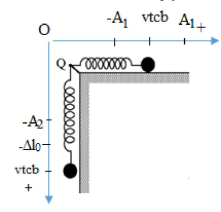 O
-A₁ vtcb A₁+
Q
-A₂
-Δl₀
vtcb
+